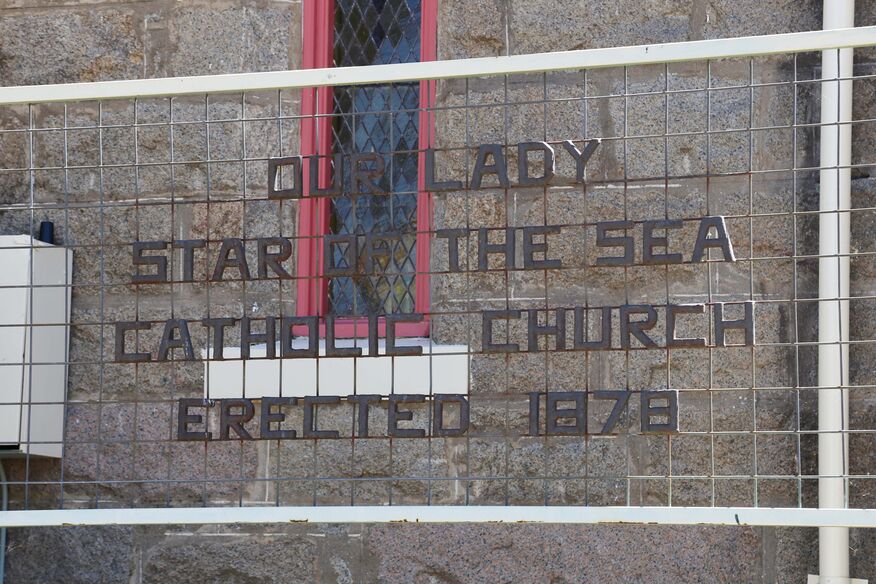 OUR LADY
STAR OF THE SEA
CATHOLIC CHURCH
ERECTED 1878